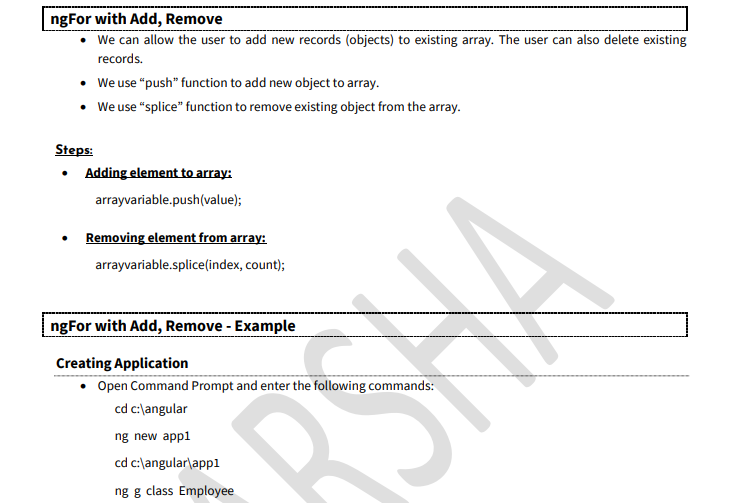 ngFor with Add, Remove
• We can allow the user to add new records (objects) to existing array. The user can also delete existing
records.
• We use “push” function to add new object to array.
• We use “splice” function to remove existing object from the array.
Steps:
• Adding element to array:
arrayvariable.push(value);
• Removing element from array:
arrayvariable.splice(index, count);
ngFor with Add, Remove - Example
Creating Application
• Open Command Prompt and enter the following commands:
cd c:\angular
ng new app1
cd c:\angular\app1
ng g class Employee
ARSHA